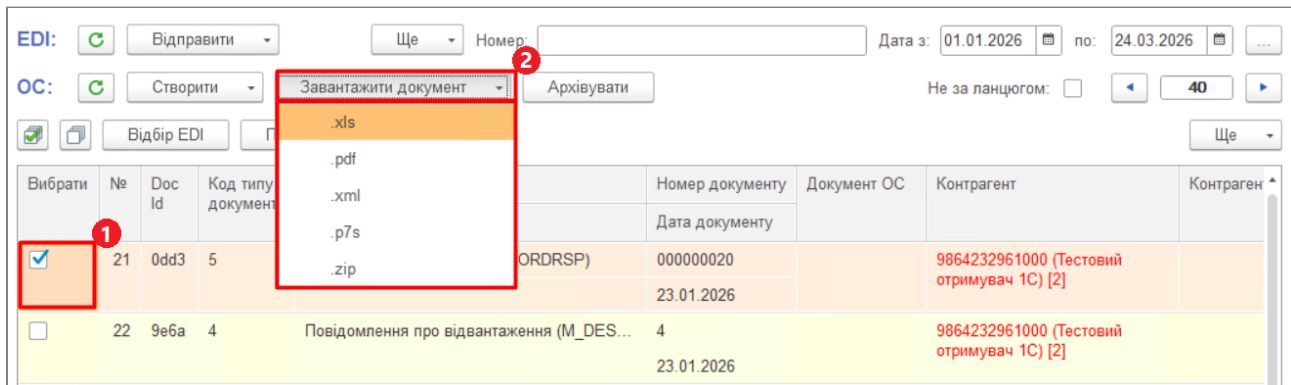 EDI: Відправити Ще Номер: Дата з: 01.01.2026 по: 24.03.2026 ...
2
ОС: Створити Завантажити документ Архівувати Не за ланцюгом: 40
Відбір EDI П Ще
.xls
.pdf
.xml
.p7s
.zip
Вибрати № Doc Id Код типу документ Номер документу Документ ОС Контрагент Контрагент
Дата документу
1
21 0dd3 5 ORDRSP) 000000020 9864232961000 (Тестовий
отримувач 1С) [2]
23.01.2026
22 9e6a 4 Повідомлення про відвантаження (M_DES... 4 9864232961000 (Тестовий
отримувач 1С) [2]
23.01.2026